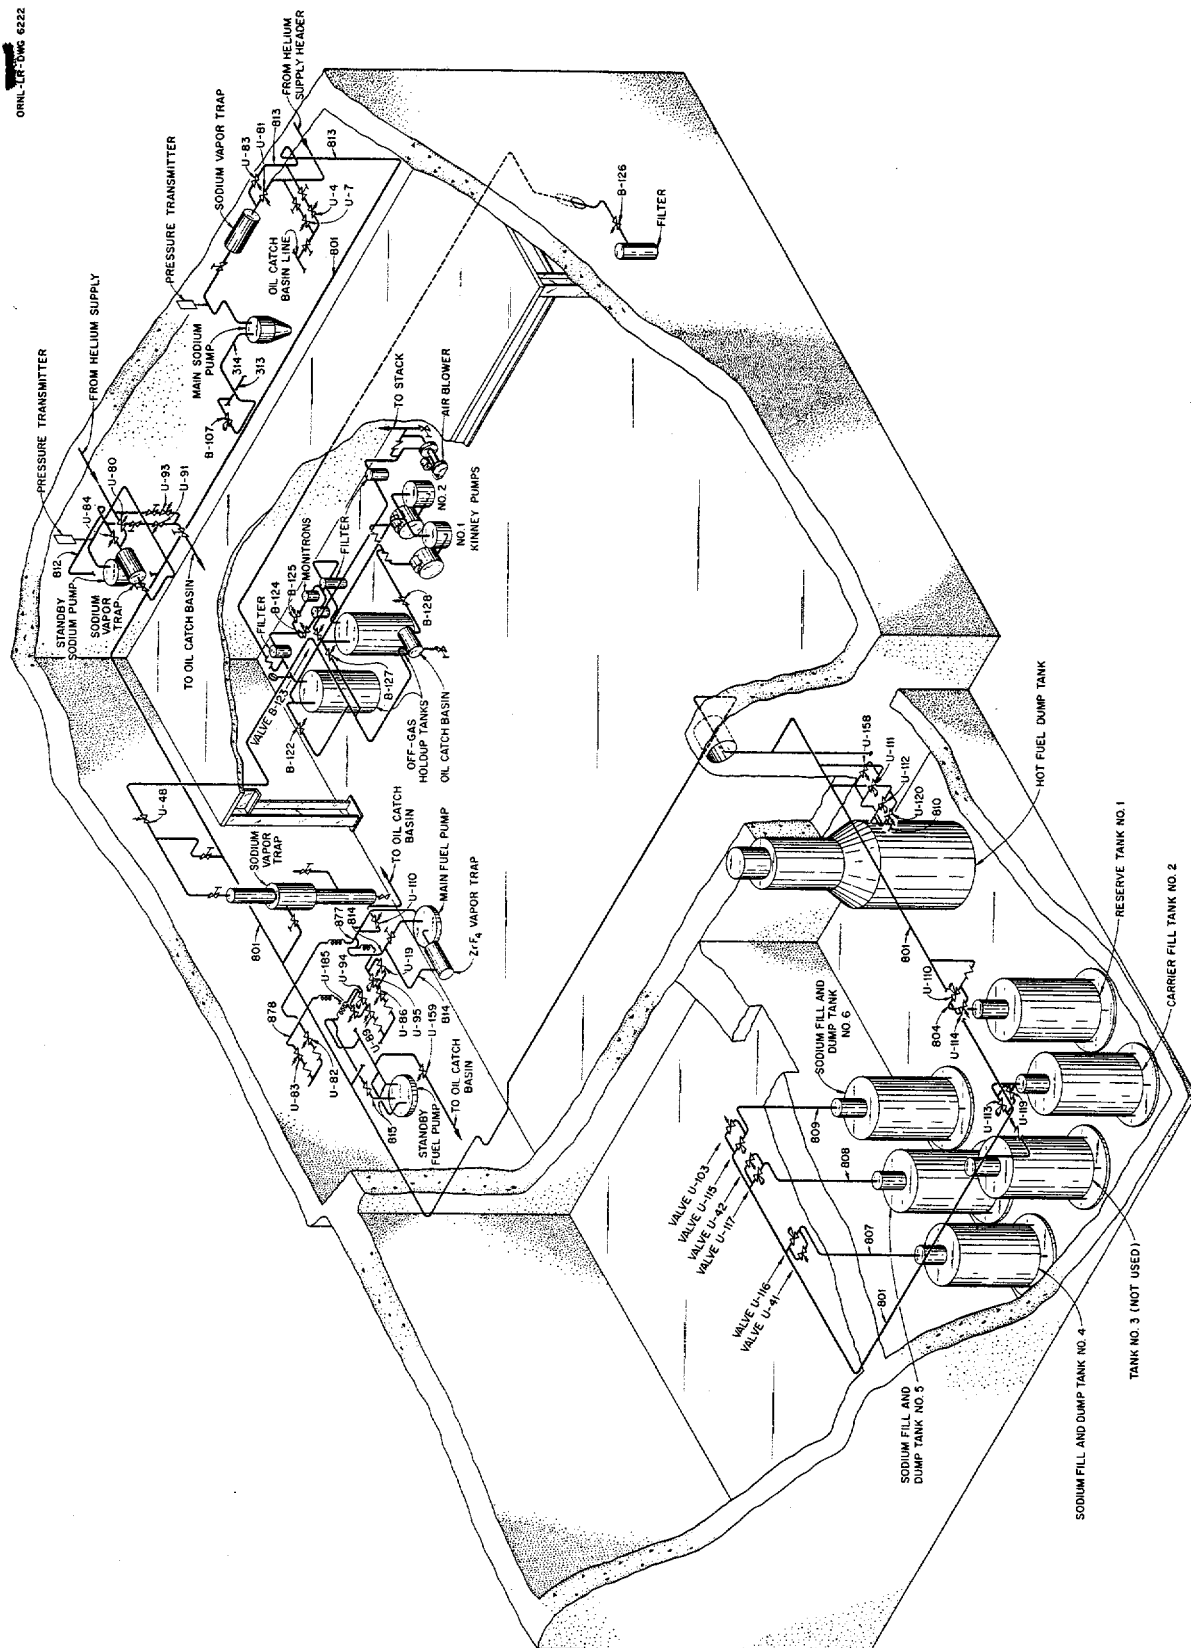 ORNL-LR-DWG 6222
FROM HELIUM
SUPPLY HEADER
813
U-81
U-83
SODIUM VAPOR TRAP
PRESSURE TRANSMITTER
813
U-4
U-7
OIL CATCH
BASIN LINE
801
MAIN SODIUM
PUMP
314
313
B-107
FROM HELIUM SUPPLY
PRESSURE TRANSMITTER
U-80
U-84
812
U-93
U-91
STANDBY
SODIUM PUMP
SODIUM
VAPOR
TRAP
TO OIL CATCH BASIN
B-126
FILTER
TO STACK
AIR BLOWER
NO. 2
NO. 1
KINNEY PUMPS
FILTER
MONITRONS
B-125
B-124
FILTER
B-128
VALVE B-123
B-122
B-127
OFF-GAS
HOLDUP TANKS
OIL CATCH BASIN
U-48
SODIUM
VAPOR
TRAP
801
TO OIL CATCH
BASIN
U-110
814
877
MAIN FUEL PUMP
ZrF4 VAPOR TRAP
U-19
U-94
U-185
878
U-89
U-86
U-95
U-159
814
U-83
U-82
815
STANDBY
FUEL PUMP
TO OIL CATCH
BASIN
U-158
U-111
U-112
U-120
810
HOT FUEL DUMP TANK
801
U-110
804
U-114
RESERVE TANK NO. 1
CARRIER FILL TANK NO. 2
U-113
U-119
SODIUM FILL AND
DUMP TANK
NO. 6
809
808
807
VALVE U-103
VALVE U-115
VALVE U-42
VALVE U-117
VALVE U-116
VALVE U-41
801
SODIUM FILL AND
DUMP TANK NO. 5
TANK NO. 3 (NOT USED)
SODIUM FILL AND DUMP TANK NO. 4